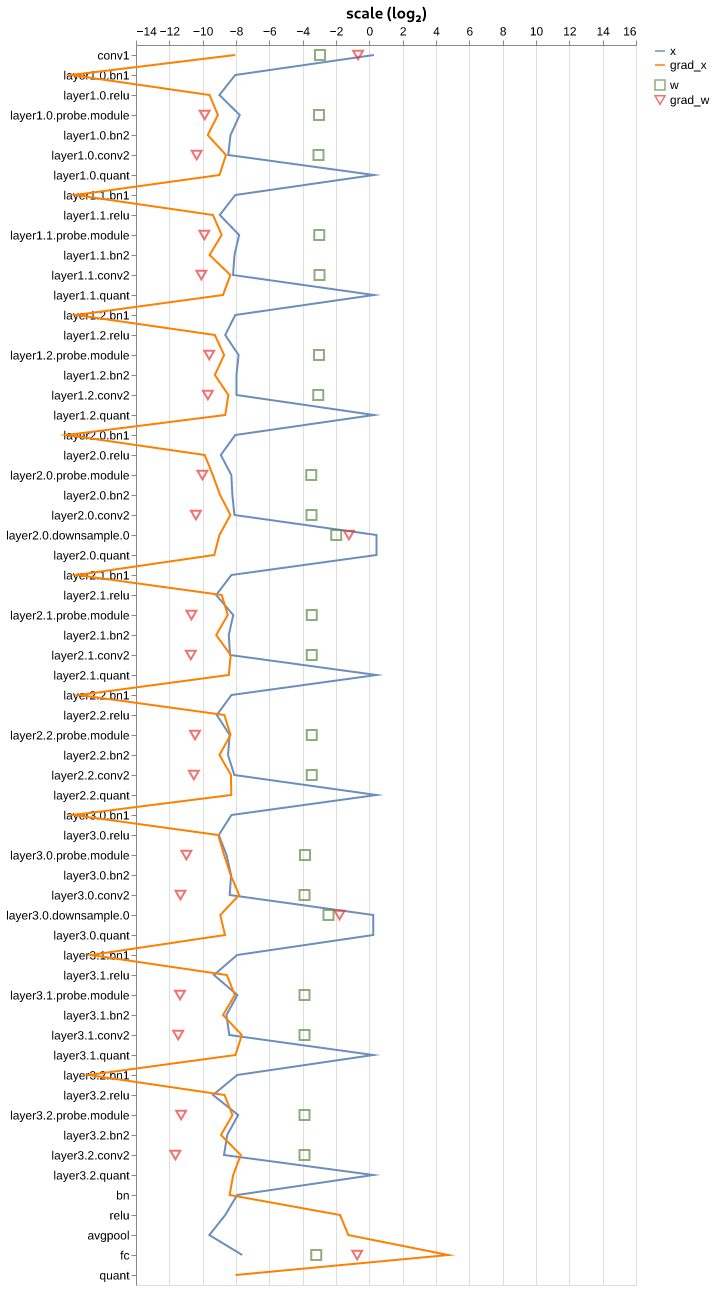 scale (log₂)
−14 −12 −10 −8 −6 −4 −2 0 2 4 6 8 10 12 14 16
x
grad_x
w
grad_w
conv1
layer1.0.bn1
layer1.0.relu
layer1.0.probe.module
layer1.0.bn2
layer1.0.conv2
layer1.0.quant
layer1.1.bn1
layer1.1.relu
layer1.1.probe.module
layer1.1.bn2
layer1.1.conv2
layer1.1.quant
layer1.2.bn1
layer1.2.relu
layer1.2.probe.module
layer1.2.bn2
layer1.2.conv2
layer1.2.quant
layer2.0.bn1
layer2.0.relu
layer2.0.probe.module
layer2.0.bn2
layer2.0.conv2
layer2.0.downsample.0
layer2.0.quant
layer2.1.bn1
layer2.1.relu
layer2.1.probe.module
layer2.1.bn2
layer2.1.conv2
layer2.1.quant
layer2.2.bn1
layer2.2.relu
layer2.2.probe.module
layer2.2.bn2
layer2.2.conv2
layer2.2.quant
layer3.0.bn1
layer3.0.relu
layer3.0.probe.module
layer3.0.bn2
layer3.0.conv2
layer3.0.downsample.0
layer3.0.quant
layer3.1.bn1
layer3.1.relu
layer3.1.probe.module
layer3.1.bn2
layer3.1.conv2
layer3.1.quant
layer3.2.bn1
layer3.2.relu
layer3.2.probe.module
layer3.2.bn2
layer3.2.conv2
layer3.2.quant
bn
relu
avgpool
fc
quant